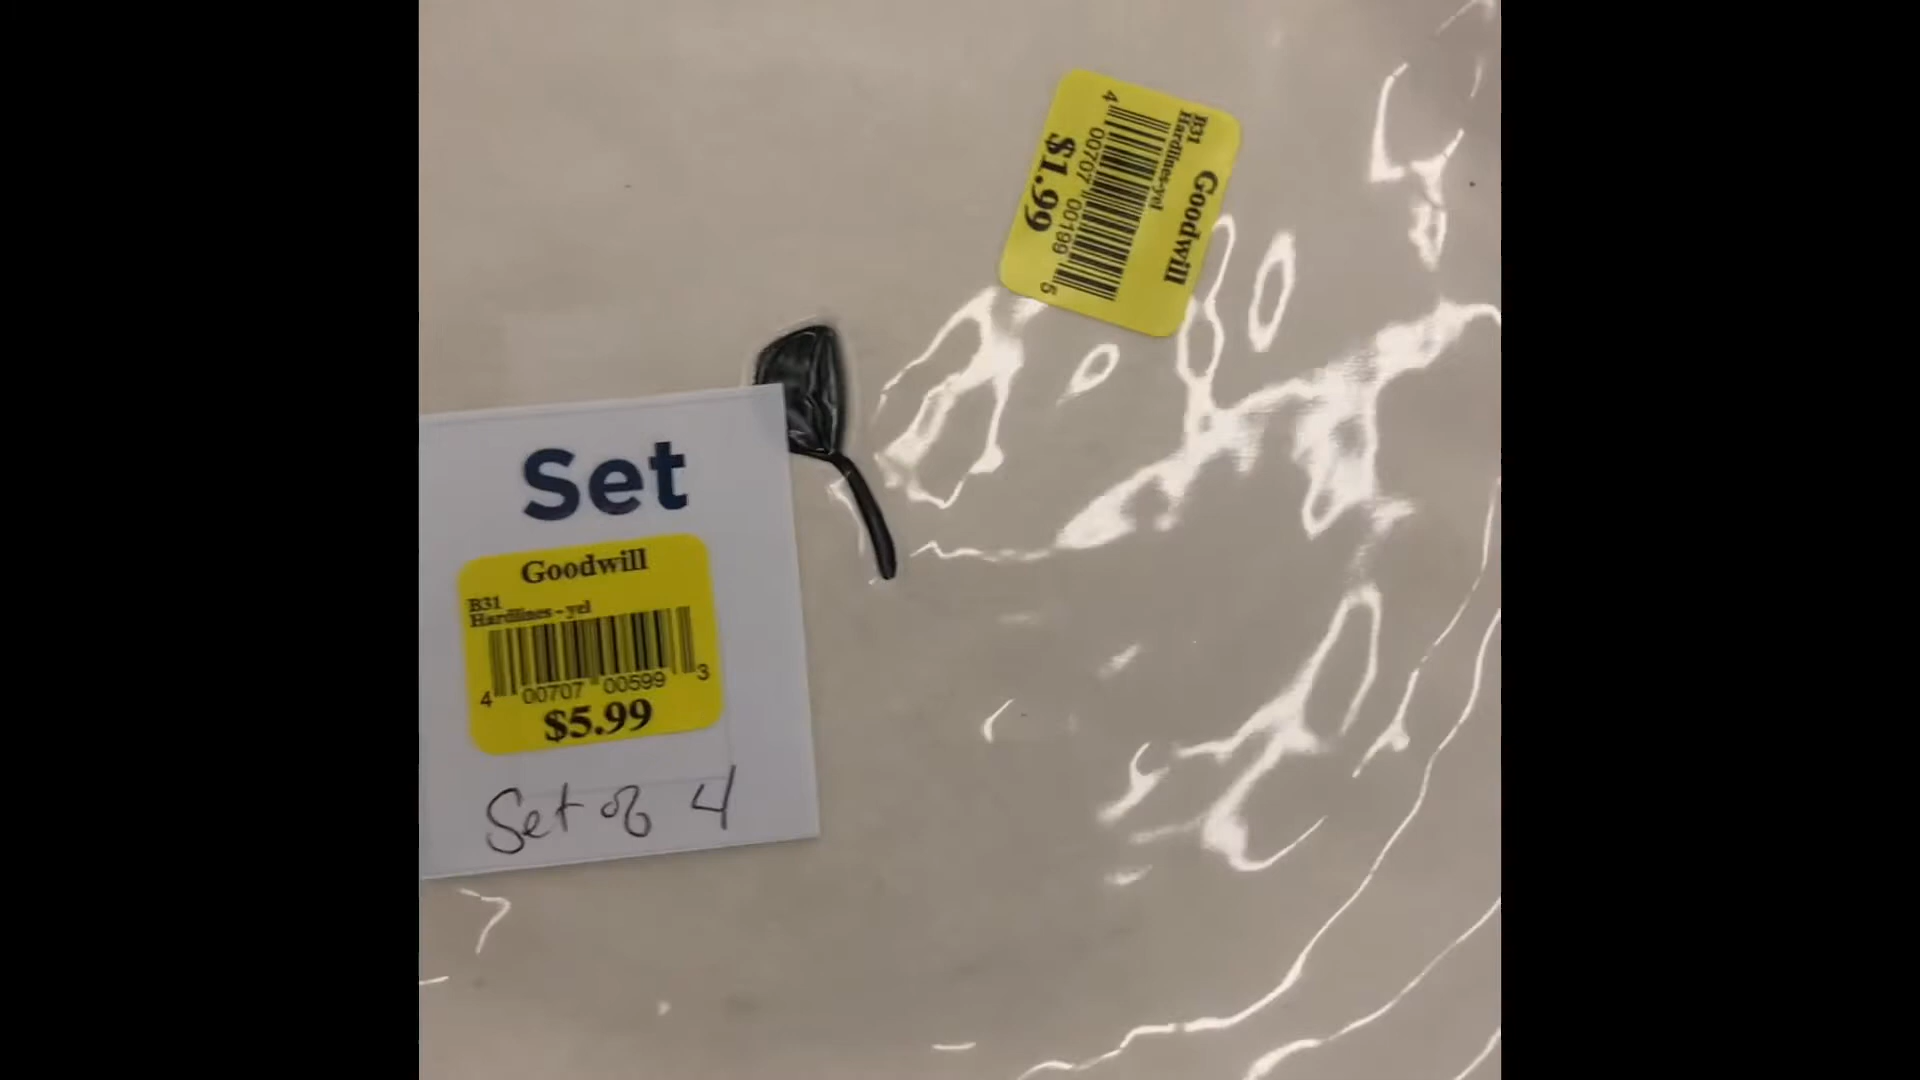 Goodwill
B31
Hardlines-yel
4 00707 00199 5
$1.99
Set
Goodwill
B31
Hardlines - yel
4 00707 00599 3
$5.99
Set of 4